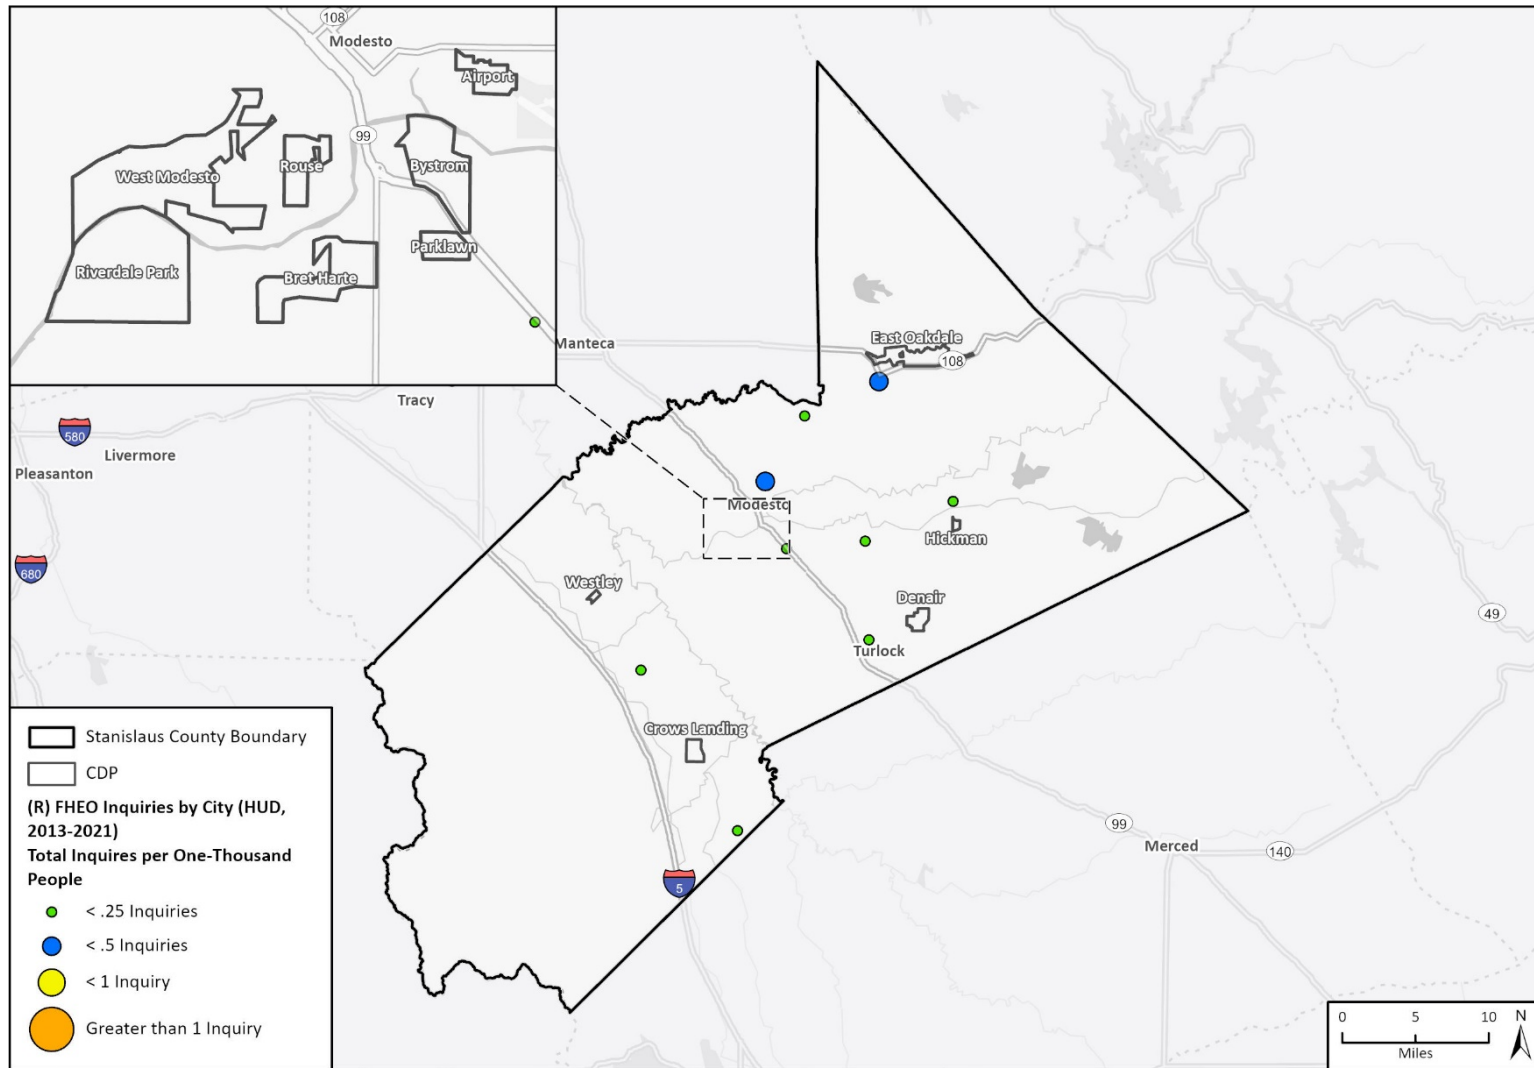 108
Modesto
Airport
99
West Modesto
Rouse
Bystrom
Riverdale Park
Bret Harte
Parklawn
Manteca
East Oakdale
108
Tracy
580
Livermore
Pleasanton
Modesto
Hickman
680
Westley
Denair
49
Turlock
Crows Landing
99
Merced
140
5
Stanislaus County Boundary
CDP
(R) FHEO Inquiries by City (HUD,
2013-2021)
Total Inquires per One-Thousand
People
< .25 Inquiries
< .5 Inquiries
< 1 Inquiry
Greater than 1 Inquiry
0 5 10
Miles
N